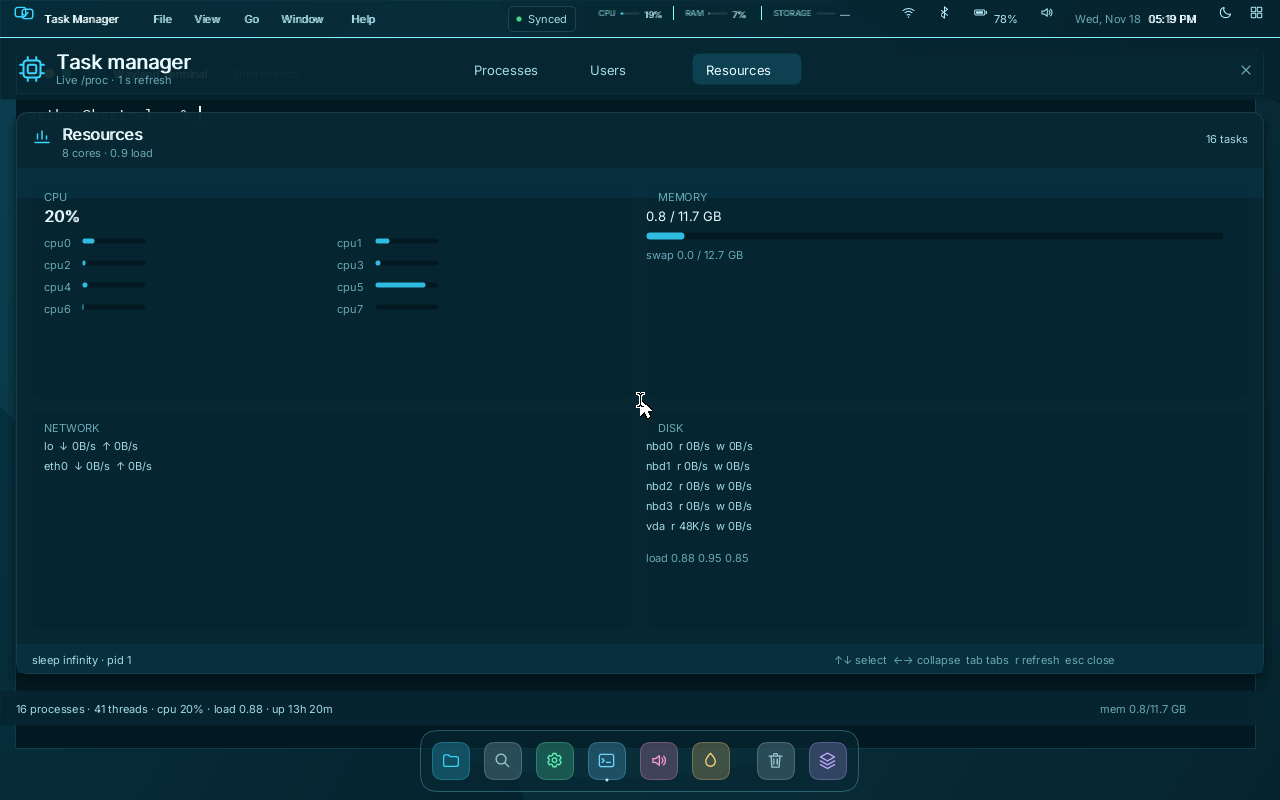 Task Manager File View Go Window Help Synced CPU 19% RAM 7% STORAGE — 78% Wed, Nov 18 05:19 PM
Task manager
Live /proc · 1 s refresh
Processes Users Resources
Resources
8 cores · 0.9 load
16 tasks
CPU
20%
cpu0 cpu1
cpu2 cpu3
cpu4 cpu5
cpu6 cpu7
MEMORY
0.8 / 11.7 GB
swap 0.0 / 12.7 GB
NETWORK
lo ↓ 0B/s ↑ 0B/s
eth0 ↓ 0B/s ↑ 0B/s
DISK
nbd0 r 0B/s w 0B/s
nbd1 r 0B/s w 0B/s
nbd2 r 0B/s w 0B/s
nbd3 r 0B/s w 0B/s
vda r 48K/s w 0B/s
load 0.88 0.95 0.85
sleep infinity · pid 1
↑↓ select ←→ collapse tab tabs r refresh esc close
16 processes · 41 threads · cpu 20% · load 0.88 · up 13h 20m
mem 0.8/11.7 GB